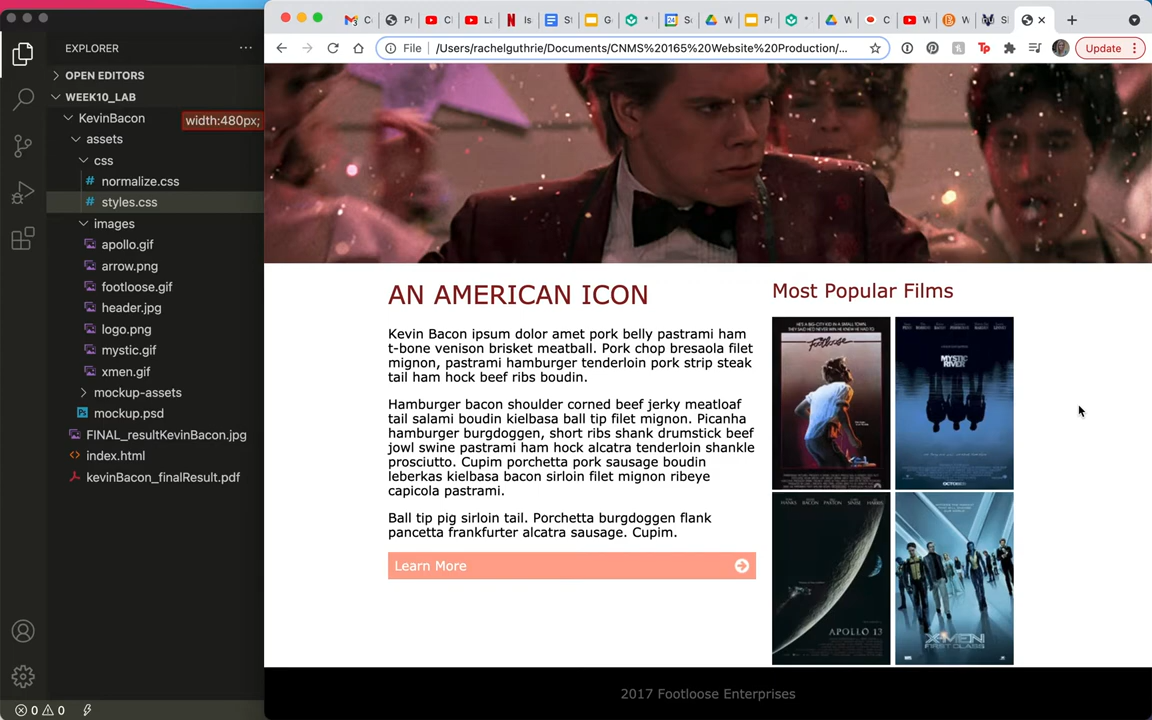 EXPLORER
OPEN EDITORS
WEEK10_LAB
KevinBacon
width:480px;
assets
css
# normalize.css
# styles.css
images
apollo.gif
arrow.png
footloose.gif
header.jpg
logo.png
mystic.gif
xmen.gif
mockup-assets
mockup.psd
FINAL_resultKevinBacon.jpg
index.html
kevinBacon_finalResult.pdf
0 0
File /Users/rachelguthrie/Documents/CNMS%20165%20Website%20Production/...
Update
AN AMERICAN ICON
Kevin Bacon ipsum dolor amet pork belly pastrami ham
t-bone venison brisket meatball. Pork chop bresaola filet
mignon, pastrami hamburger tenderloin pork strip steak
tail ham hock beef ribs boudin.
Hamburger bacon shoulder corned beef jerky meatloaf
tail salami boudin kielbasa ball tip filet mignon. Picanha
hamburger burgdoggen, short ribs shank drumstick beef
jowl swine pastrami ham hock alcatra tenderloin shankle
prosciutto. Cupim porchetta pork sausage boudin
leberkas kielbasa bacon sirloin filet mignon ribeye
capicola pastrami.
Ball tip pig sirloin tail. Porchetta burgdoggen flank
pancetta frankfurter alcatra sausage. Cupim.
Learn More
Most Popular Films
Footloose
MYSTIC
RIVER
APOLLO 13
X-MEN
FIRST CLASS
2017 Footloose Enterprises